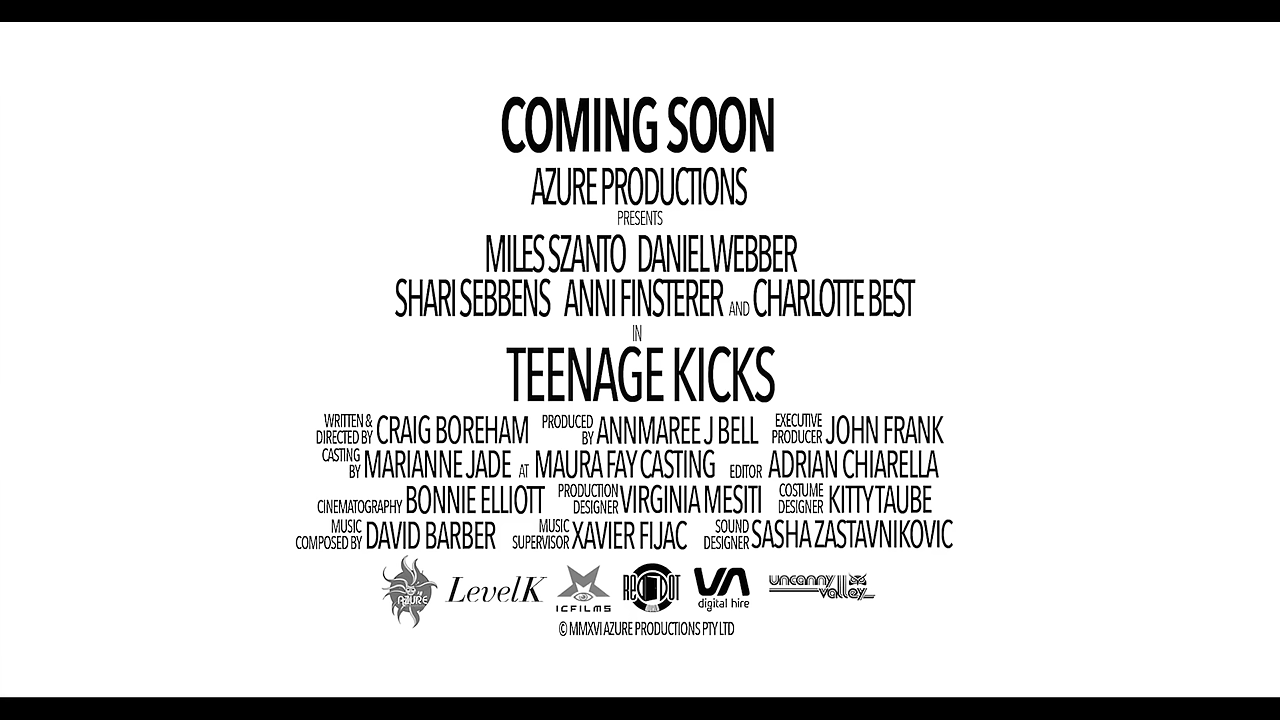 COMING SOON
AZURE PRODUCTIONS
PRESENTS
MILES SZANTO DANIEL WEBBER
SHARI SEBBENS ANNI FINSTERER AND CHARLOTTE BEST
IN
TEENAGE KICKS
WRITTEN & DIRECTED BY CRAIG BOREHAM PRODUCED BY ANNMAREE J BELL EXECUTIVE PRODUCER JOHN FRANK
CASTING BY MARIANNE JADE AT MAURA FAY CASTING EDITOR ADRIAN CHIARELLA
CINEMATOGRAPHY BONNIE ELLIOTT PRODUCTION DESIGNER VIRGINIA MESITI COSTUME DESIGNER KITTY TAUBE
MUSIC COMPOSED BY DAVID BARBER MUSIC SUPERVISOR XAVIER FIJAC SOUND DESIGNER SASHA ZASTAVNIKOVIC
AZURE LevelK ICFILMS RED DOT VA digital hire uncanny valley
© MMXVI AZURE PRODUCTIONS PTY LTD